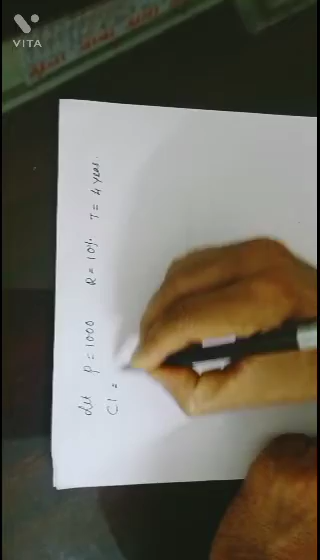 VITA
Let P = 1000 R = 10% T = 4 years.
CI =